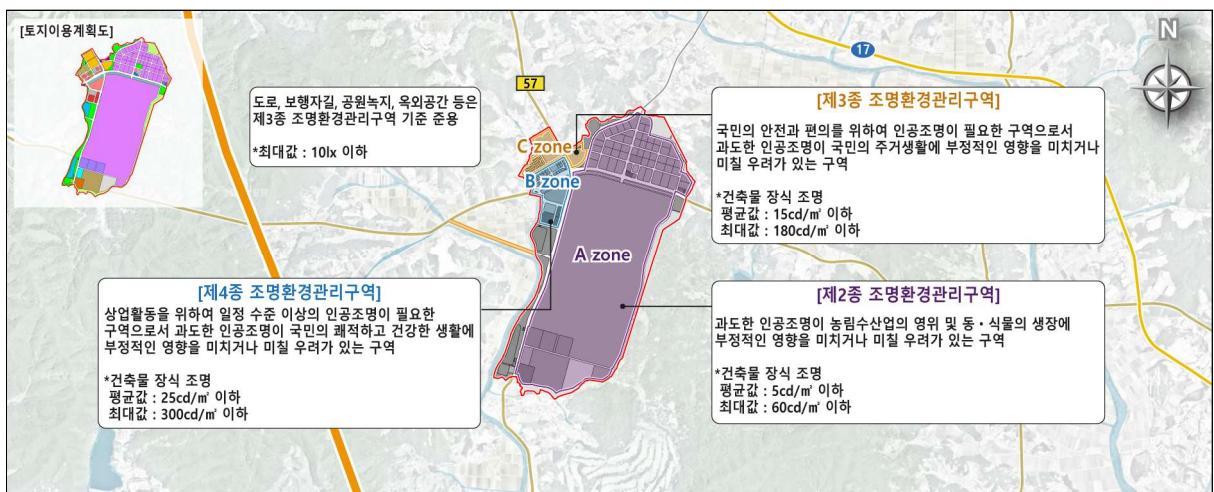 [토지이용계획도]
N
17
57
도로, 보행자길, 공원녹지, 옥외공간 등은
제3종 조명환경관리구역 기준 준용
*최대값 : 10lx 이하
[제3종 조명환경관리구역]
국민의 안전과 편의를 위하여 인공조명이 필요한 구역으로서
과도한 인공조명이 국민의 주거생활에 부정적인 영향을 미치거나
미칠 우려가 있는 구역
*건축물 장식 조명
평균값 : 15cd/㎡ 이하
최대값 : 180cd/㎡ 이하
C zone
B zone
A zone
[제4종 조명환경관리구역]
상업활동을 위하여 일정 수준 이상의 인공조명이 필요한
구역으로서 과도한 인공조명이 국민의 쾌적하고 건강한 생활에
부정적인 영향을 미치거나 미칠 우려가 있는 구역
*건축물 장식 조명
평균값 : 25cd/㎡ 이하
최대값 : 300cd/㎡ 이하
[제2종 조명환경관리구역]
과도한 인공조명이 농림수산업의 영위 및 동·식물의 생장에
부정적인 영향을 미치거나 미칠 우려가 있는 구역
*건축물 장식 조명
평균값 : 5cd/㎡ 이하
최대값 : 60cd/㎡ 이하